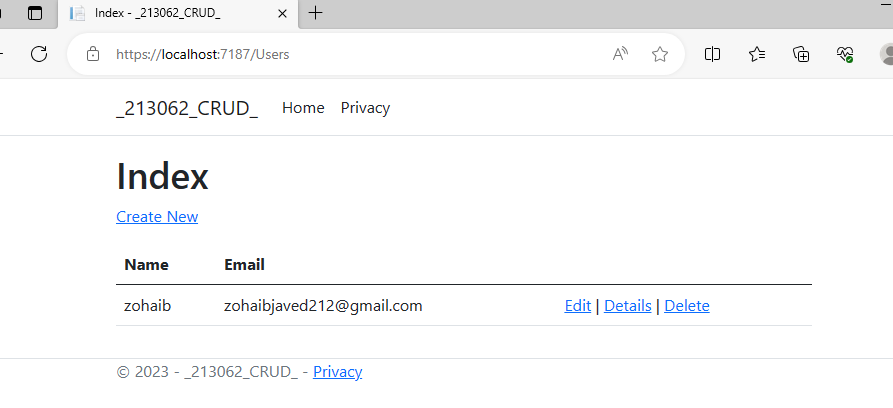 Index - _213062_CRUD_
https://localhost:7187/Users
_213062_CRUD_ Home Privacy
Index
Create New
Name Email
zohaib zohaibjaved212@gmail.com Edit | Details | Delete
© 2023 - _213062_CRUD_ - Privacy